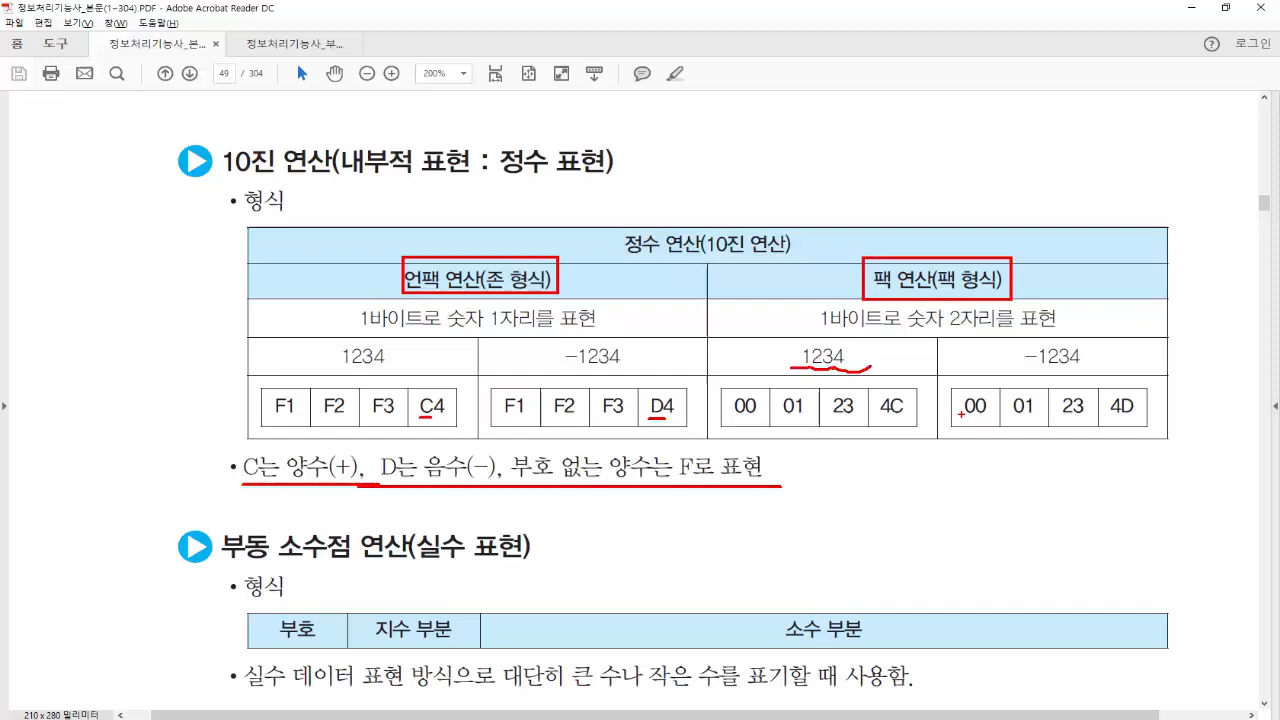 정보처리기능사_본문(1~304).PDF - Adobe Acrobat Reader DC
파일 편집 보기(V) 창(W) 도움말(H)
홈 도구 정보처리기능사_본... × 정보처리기능사_부... ? 로그인
49 / 304 200%
10진 연산(내부적 표현 : 정수 표현)
• 형식
정수 연산(10진 연산)
언팩 연산(존 형식) 팩 연산(팩 형식)
1바이트로 숫자 1자리를 표현 1바이트로 숫자 2자리를 표현
1234 -1234 1234 -1234
F1 F2 F3 C4 F1 F2 F3 D4 00 01 23 4C 00 01 23 4D
• C는 양수(+), D는 음수(-), 부호 없는 양수는 F로 표현
부동 소수점 연산(실수 표현)
• 형식
부호 지수 부분 소수 부분
• 실수 데이터 표현 방식으로 대단히 큰 수나 작은 수를 표기할 때 사용함.
210 x 280 밀리미터